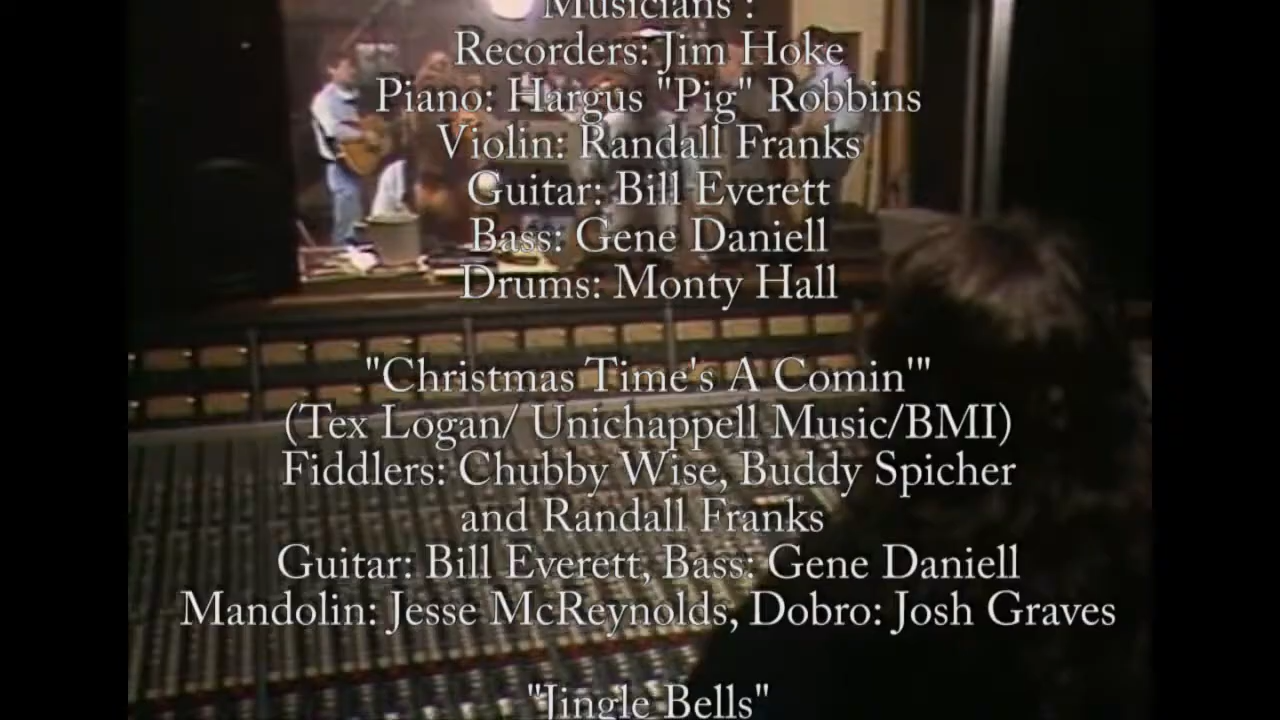 Musicians :
Recorders: Jim Hoke
Piano: Hargus "Pig" Robbins
Violin: Randall Franks
Guitar: Bill Everett
Bass: Gene Daniell
Drums: Monty Hall
"Christmas Time's A Comin'"
(Tex Logan/ Unichappell Music/BMI)
Fiddlers: Chubby Wise, Buddy Spicher
and Randall Franks
Guitar: Bill Everett, Bass: Gene Daniell
Mandolin: Jesse McReynolds, Dobro: Josh Graves
"Jingle Bells"